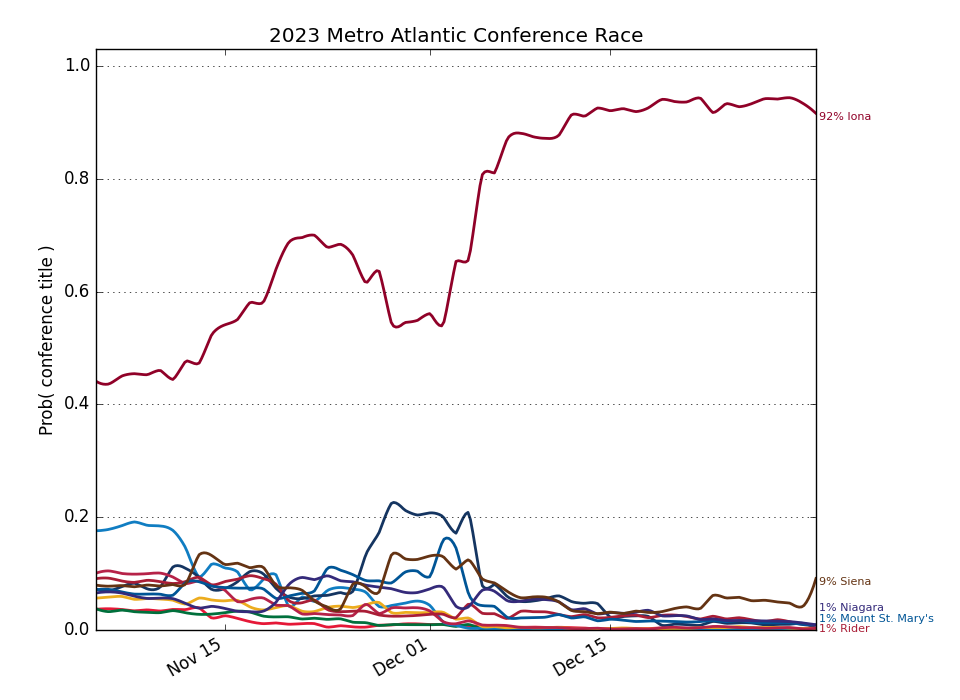 2023 Metro Atlantic Conference Race
1.0
0.8
0.6
0.4
0.2
0.0
Prob( conference title )
Nov 15
Dec 01
Dec 15
92% Iona
9% Siena
1% Niagara
1% Mount St. Mary's
1% Rider